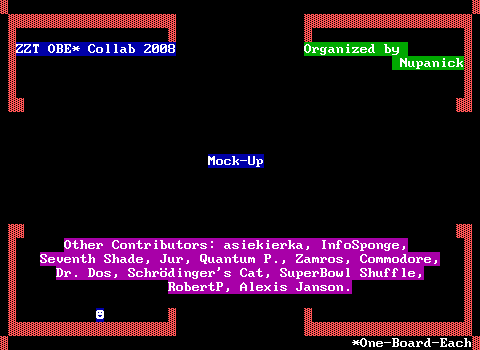 ZZT OBE* Collab 2008
Organized by
Nupanick
Mock-Up
Other Contributors: asiekierka, InfoSponge,
Seventh Shade, Jur, Quantum P., Zamros, Commodore,
Dr. Dos, Schrödinger's Cat, SuperBowl Shuffle,
RobertP, Alexis Janson.
*One-Board-Each